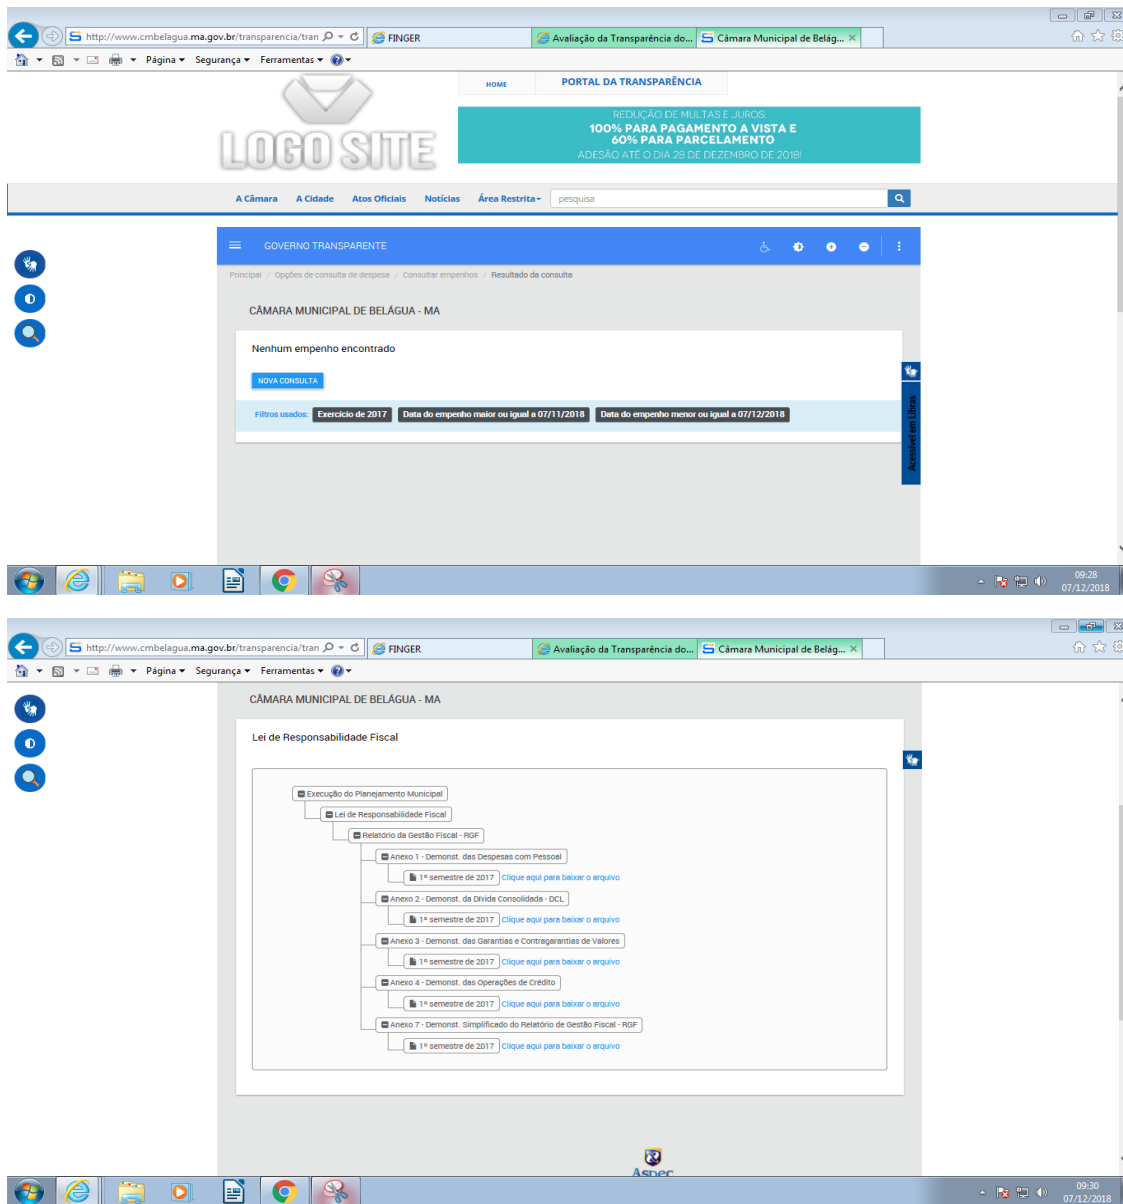 http://www.cmbelagua.ma.gov.br/transparencia/tran
FINGER
Avaliação da Transparência do...
Câmara Municipal de Belág...
Página
Segurança
Ferramentas
HOME
PORTAL DA TRANSPARÊNCIA
LOGO SITE
REDUÇÃO DE MULTAS E JUROS:
100% PARA PAGAMENTO A VISTA E
60% PARA PARCELAMENTO
ADESÃO ATÉ O DIA 28 DE DEZEMBRO DE 2018!
A Câmara
A Cidade
Atos Oficiais
Notícias
Área Restrita
pesquisa
GOVERNO TRANSPARENTE
Principal / Opções de consulta de despesa / Consultar empenhos / Resultado da consulta
CÂMARA MUNICIPAL DE BELÁGUA - MA
Nenhum empenho encontrado
NOVA CONSULTA
Filtros usados: Exercício de 2017 Data do empenho maior ou igual a 07/11/2018 Data do empenho menor ou igual a 07/12/2018
Acessível em Libras
09:28
07/12/2018
http://www.cmbelagua.ma.gov.br/transparencia/tran
FINGER
Avaliação da Transparência do...
Câmara Municipal de Belág...
Página
Segurança
Ferramentas
CÂMARA MUNICIPAL DE BELÁGUA - MA
Lei de Responsabilidade Fiscal
Execução do Planejamento Municipal
Lei de Responsabilidade Fiscal
Relatório da Gestão Fiscal - RGF
Anexo 1 - Demonst. das Despesas com Pessoal
1º semestre de 2017 Clique aqui para baixar o arquivo
Anexo 2 - Demonst. da Dívida Consolidada - DCL
1º semestre de 2017 Clique aqui para baixar o arquivo
Anexo 3 - Demonst. das Garantias e Contragarantias de Valores
1º semestre de 2017 Clique aqui para baixar o arquivo
Anexo 4 - Demonst. das Operações de Crédito
1º semestre de 2017 Clique aqui para baixar o arquivo
Anexo 7 - Demonst. Simplificado do Relatório de Gestão Fiscal - RGF
1º semestre de 2017 Clique aqui para baixar o arquivo
Aspec
09:30
07/12/2018